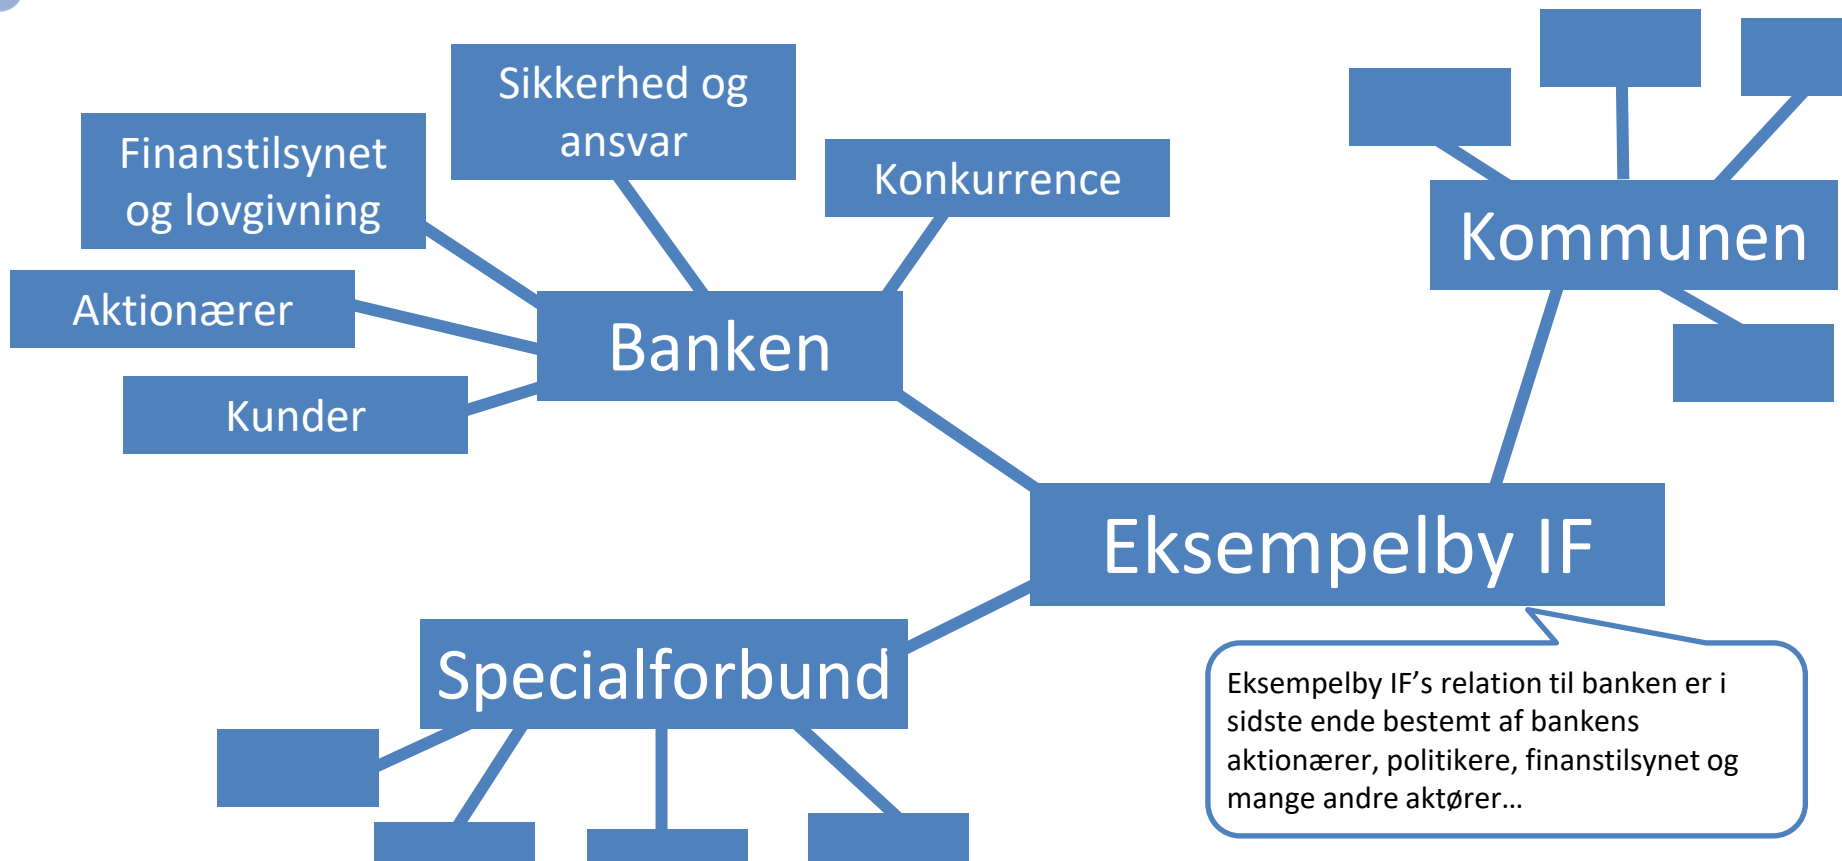 Sikkerhed og
ansvar
Finanstilsynet
og lovgivning
Konkurrence
Aktionærer
Kunder
Banken
Kommunen
Eksempelby IF
Specialforbund
Eksempelby IF’s relation til banken er i
sidste ende bestemt af bankens
aktionærer, politikere, finanstilsynet og
mange andre aktører…